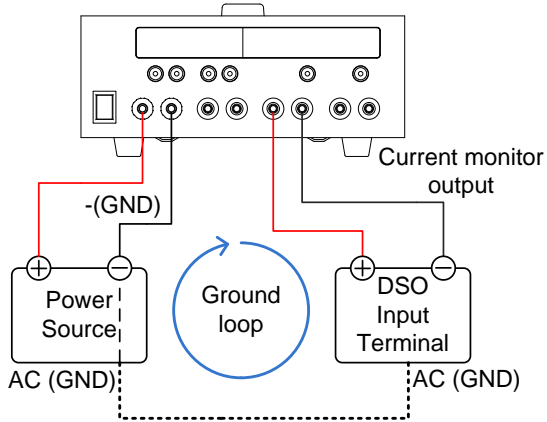 Current monitor
output
-(GND)
Power
Source
Ground
loop
DSO
Input
Terminal
AC (GND)
AC (GND)